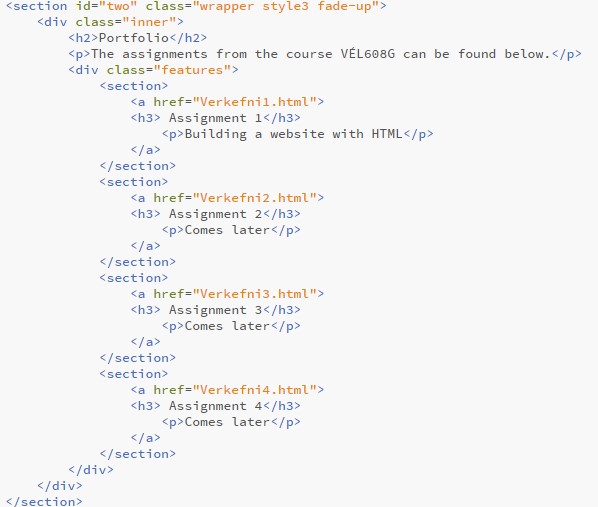 <section id="two" class="wrapper style3 fade-up">
<div class="inner">
<h2>Portfolio</h2>
<p>The assignments from the course VÉL608G can be found below.</p>
<div class="features">
<section>
<a href="Verkefni1.html">
<h3> Assignment 1</h3>
<p>Building a website with HTML</p>
</a>
</section>
<section>
<a href="Verkefni2.html">
<h3> Assignment 2</h3>
<p>Comes later</p>
</a>
</section>
<section>
<a href="Verkefni3.html">
<h3> Assignment 3</h3>
<p>Comes later</p>
</a>
</section>
<section>
<a href="Verkefni4.html">
<h3> Assignment 4</h3>
<p>Comes later</p>
</a>
</section>
</div>
</div>
</section>